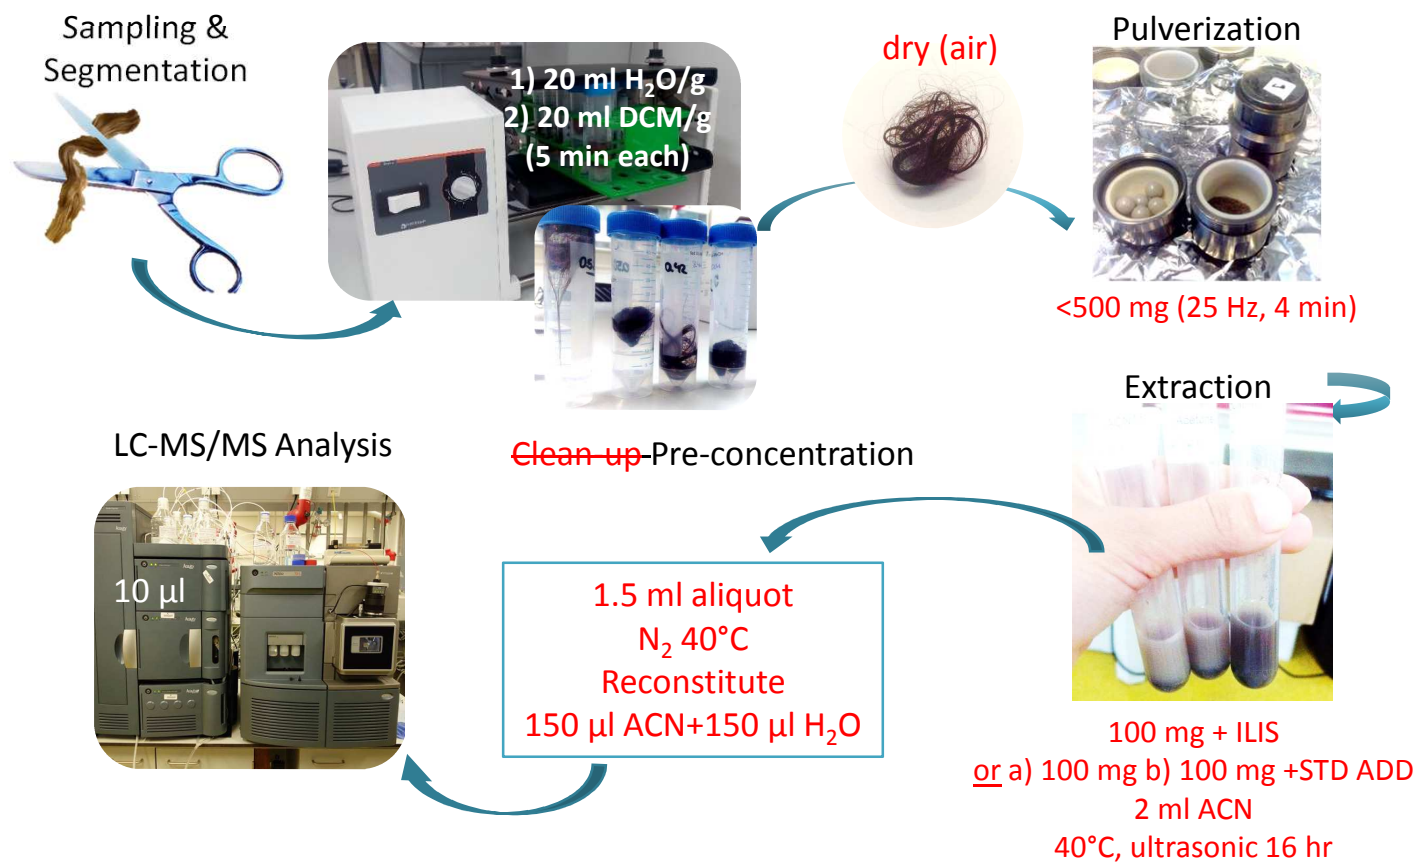 Sampling &
Segmentation
1) 20 ml H₂O/g
2) 20 ml DCM/g
(5 min each)
dry (air)
Pulverization
<500 mg (25 Hz, 4 min)
Extraction
100 mg + ILIS
or a) 100 mg b) 100 mg +STD ADD
2 ml ACN
40°C, ultrasonic 16 hr
Clean-up-Pre-concentration
1.5 ml aliquot
N₂ 40°C
Reconstitute
150 µl ACN+150 µl H₂O
LC-MS/MS Analysis
10 µl